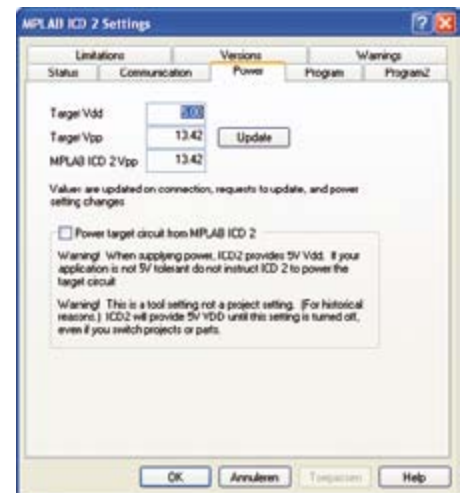 MPLAB ICD 2 Settings
Limitations Versions Warnings
Status Communication Power Program Program2
Target Vdd 5.00
Target Vpp 13.42 Update
MPLAB ICD 2 Vpp 13.42
Values are updated on connection, requests to update, and power
setting changes
Power target circuit from MPLAB ICD 2
Warning! When supplying power, ICD2 provides 5V Vdd. If your
application is not 5V tolerant do not instruct ICD 2 to power the
target circuit
Warning! This is a tool setting not a project setting. (For historical
reasons.) ICD2 will provide 5V VDD until this setting is turned off,
even if you switch projects or parts.
OK Annuleren Toepassen Help